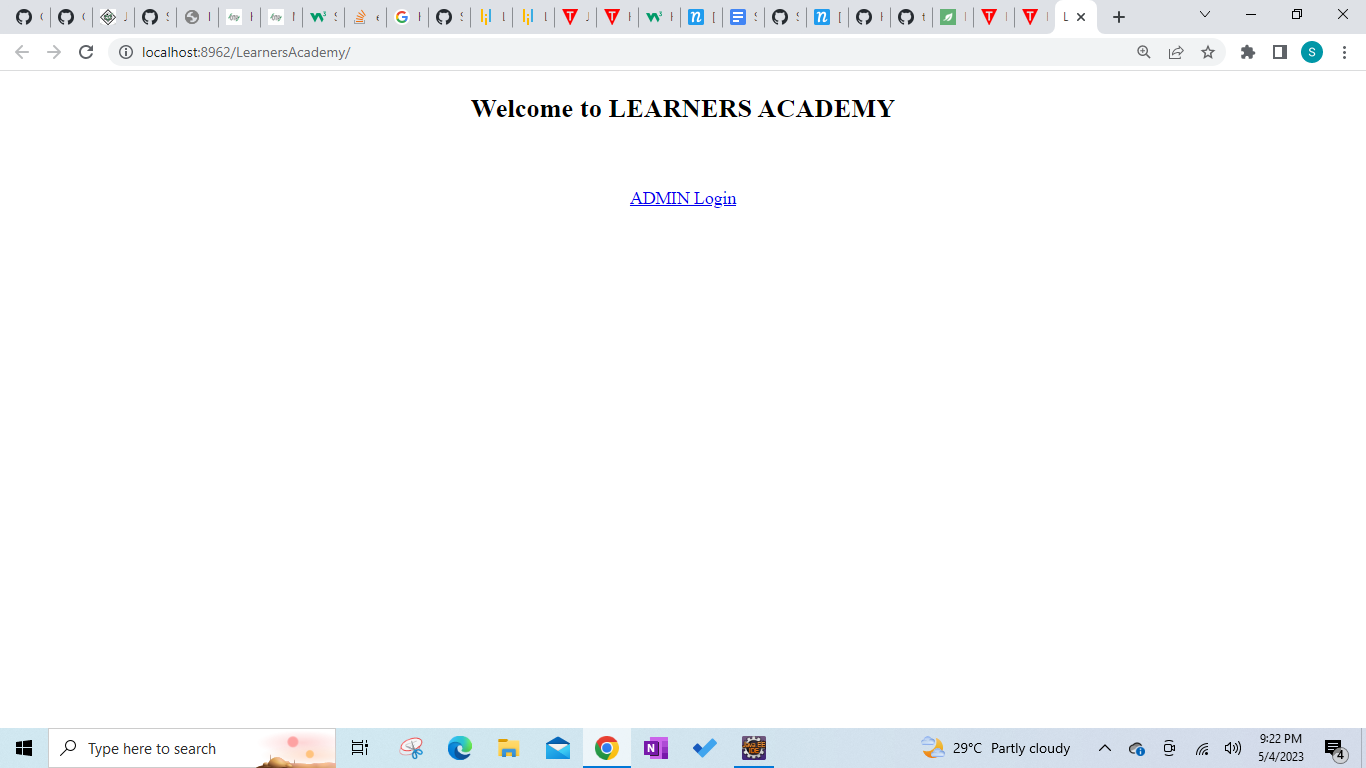 localhost:8962/LearnersAcademy/
S
Welcome to LEARNERS ACADEMY
ADMIN Login
Type here to search
29°C Partly cloudy
9:22 PM
5/4/2023
4